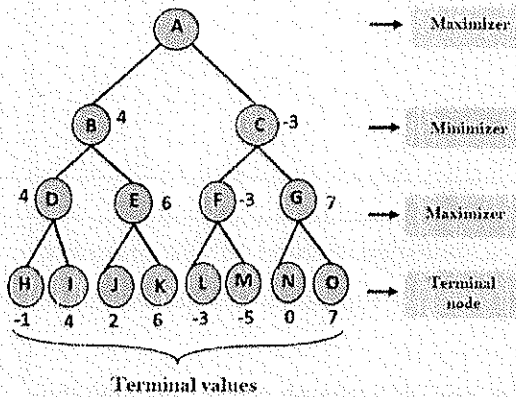 A
Maximizer
B 4 C -3
Minimizer
4 D E 6 F -3 G 7
Maximizer
H I J K L M N O
Terminal
node
-1 4 2 6 -3 -5 0 7
Terminal values